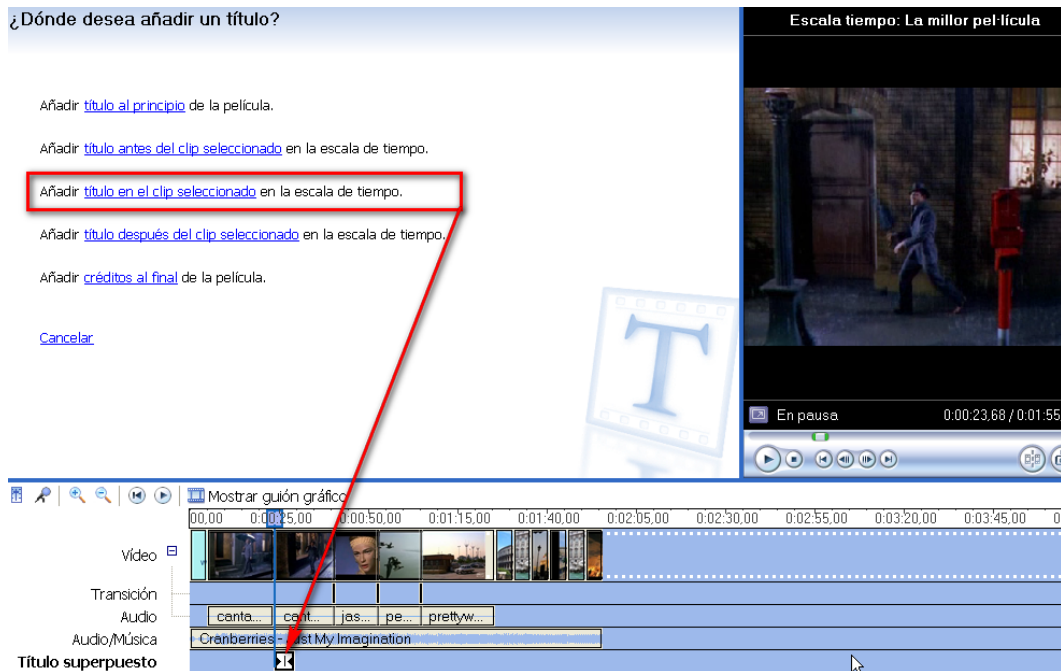 ¿Dónde desea añadir un título?
Escala tiempo: La millor pel·lícula
Añadir título al principio de la película.
Añadir título antes del clip seleccionado en la escala de tiempo.
Añadir título en el clip seleccionado en la escala de tiempo.
Añadir título después del clip seleccionado en la escala de tiempo.
Añadir créditos al final de la película.
Cancelar
T
En pausa 0:00:23,68 / 0:01:55
Mostrar guión gráfico
00,00 25,00 0:00:50,00 0:01:15,00 0:01:40,00 0:02:05,00 0:02:30,00 0:02:55,00 0:03:20,00 0:03:45,00
Vídeo
Transición
Audio canta... cant... jas... pe... prettyw...
Audio/Música Cranberries - Just My Imagination
Título superpuesto